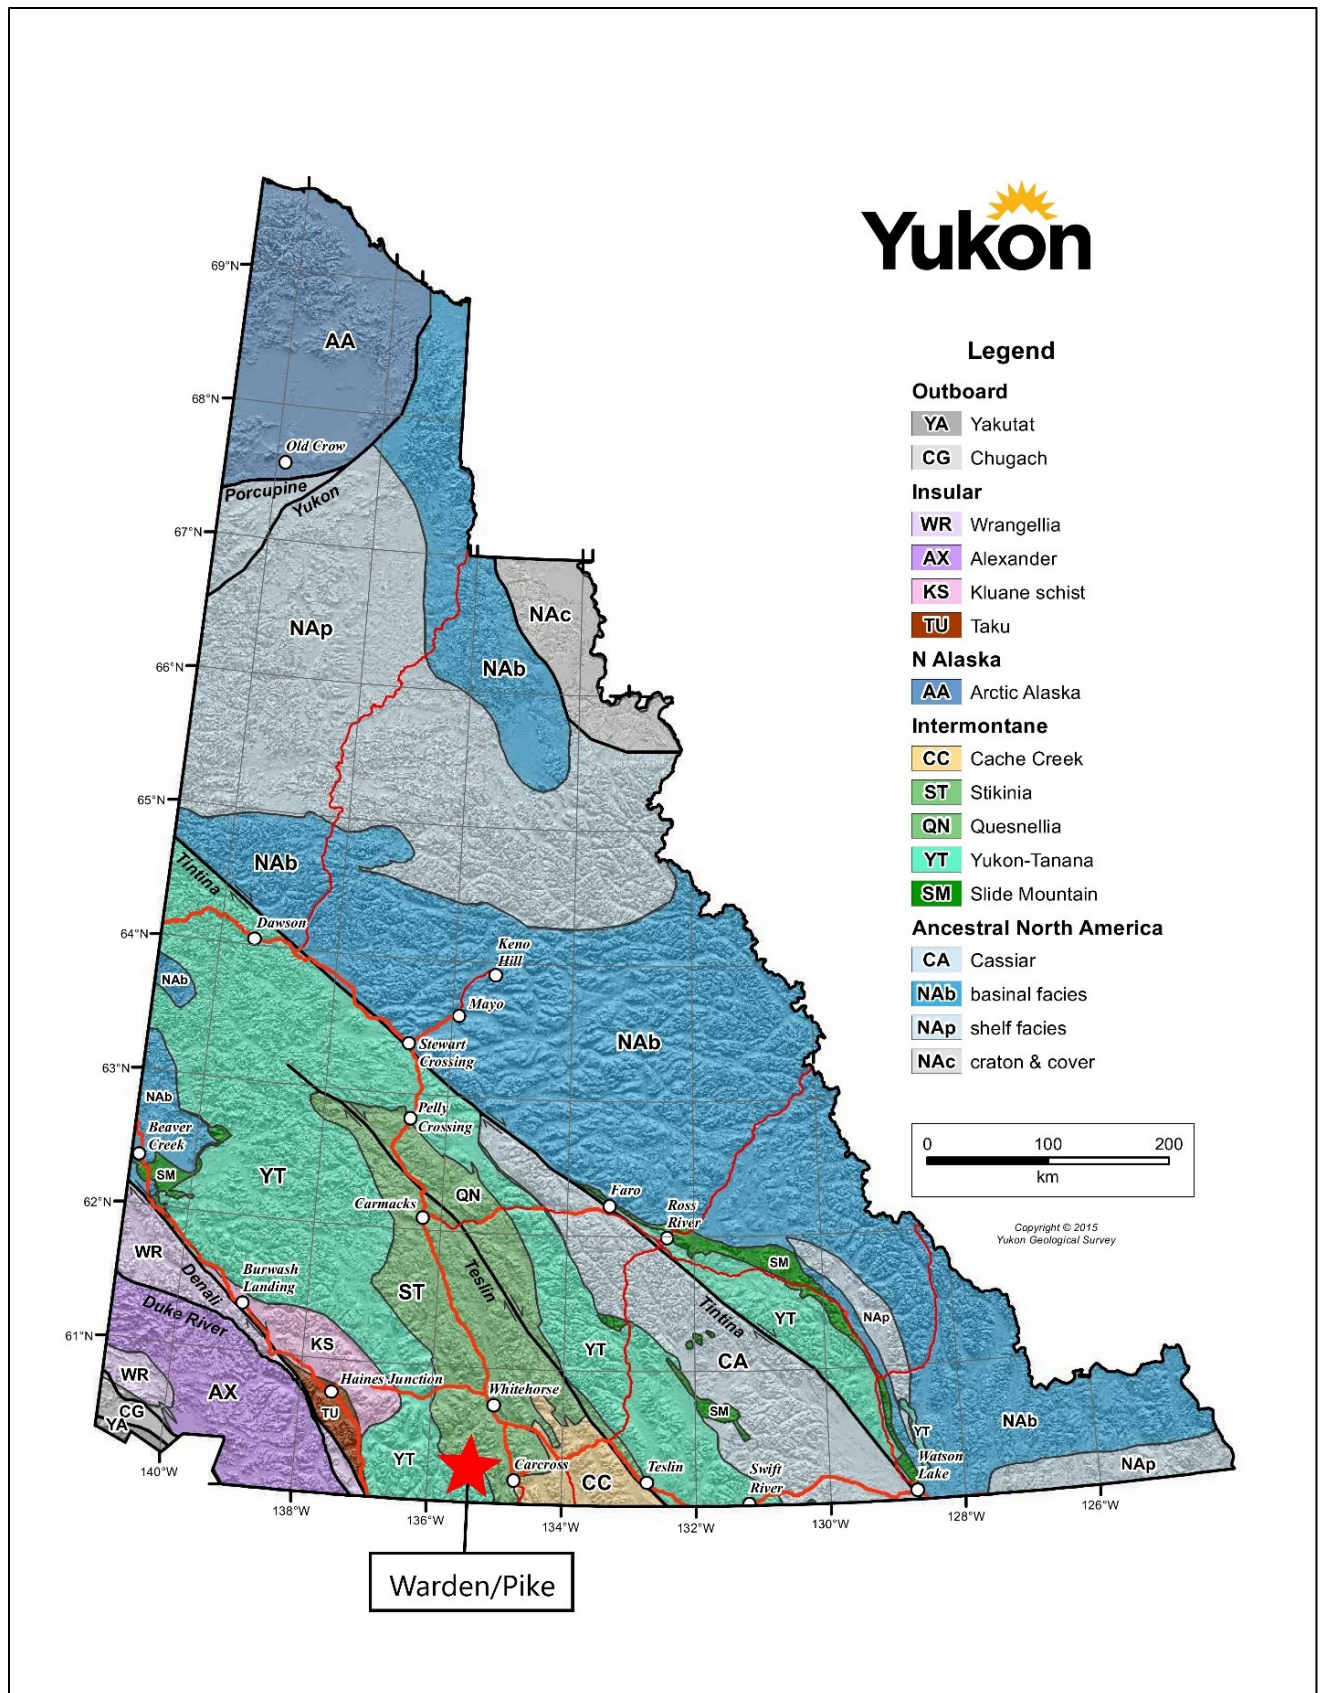 Yukon
69°N
AA
68°N
Old Crow
Porcupine
Yukon
67°N
NAc
NAp
NAb
66°N
65°N
NAb
Tintina
Dawson
64°N
Keno
Hill
NAb
Mayo
NAb
Stewart
Crossing
63°N
NAb
Pelly
Crossing
Beaver
Creek
SM
YT
62°N
Carmacks
QN
Faro
Ross
River
WR
Denali
Burwash
Landing
ST
Teslin
SM
Duke River
Tintina
YT
NAp
61°N
KS
YT
CA
WR
AX
Haines Junction
Whitehorse
CG
TU
SM
YA
YT
NAb
YT
Carcross
CC
Teslin
Swift
River
Watson
Lake
NAp
140°W
138°W
136°W
134°W
132°W
130°W
128°W
126°W
Warden/Pike
Legend
Outboard
YA Yakutat
CG Chugach
Insular
WR Wrangellia
AX Alexander
KS Kluane schist
TU Taku
N Alaska
AA Arctic Alaska
Intermontane
CC Cache Creek
ST Stikinia
QN Quesnellia
YT Yukon-Tanana
SM Slide Mountain
Ancestral North America
CA Cassiar
NAb basinal facies
NAp shelf facies
NAc craton & cover
0 100 200
km
Copyright © 2015
Yukon Geological Survey